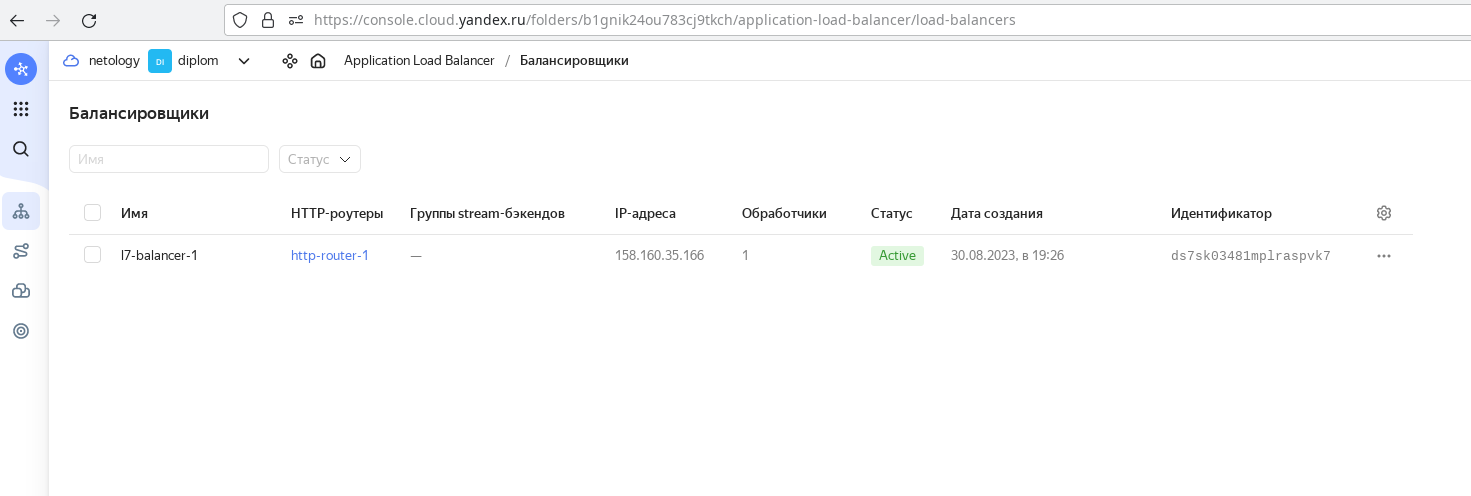 https://console.cloud.yandex.ru/folders/b1gnik24ou783cj9tkch/application-load-balancer/load-balancers
netology DI diplom Application Load Balancer / Балансировщики
Балансировщики
Имя Статус
Имя HTTP-роутеры Группы stream-бэкендов IP-адреса Обработчики Статус Дата создания Идентификатор
l7-balancer-1 http-router-1 — 158.160.35.166 1 Active 30.08.2023, в 19:26 ds7sk03481mplraspvk7